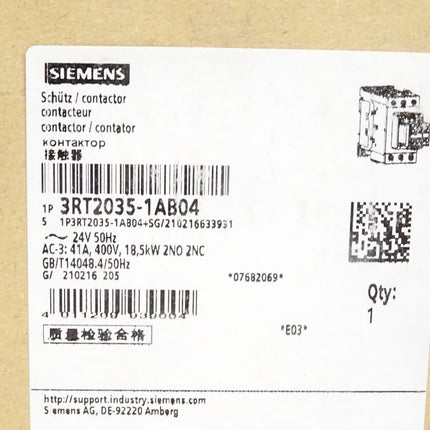 SIEMENS
Schütz / contactor
contacteur
contactor / contator
контактор
接触器
1P 3RT2035-1AB04
S 1P3RT2035-1AB04+SG/210216633931
~ 24V 50Hz
AC-3: 41A, 400V, 18,5kW 2NO 2NC
GB/T14048.4/50Hz
G/ 210216 205
*07682069*
Qty:
1
质量检验合格
*E03*
http://support.industry.siemens.com
Siemens AG, DE-92220 Amberg